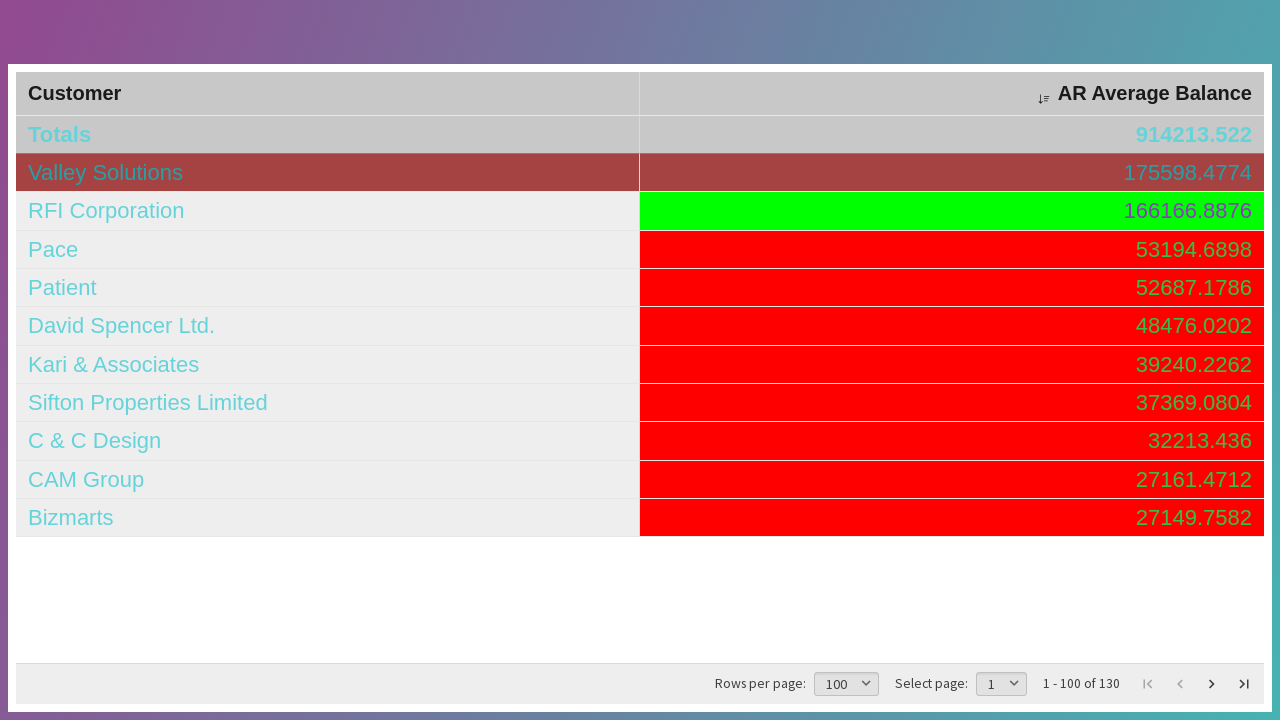 Customer AR Average Balance
Totals 914213.522
Valley Solutions 175598.4774
RFI Corporation 166166.8876
Pace 53194.6898
Patient 52687.1786
David Spencer Ltd. 48476.0202
Kari & Associates 39240.2262
Sifton Properties Limited 37369.0804
C & C Design 32213.436
CAM Group 27161.4712
Bizmarts 27149.7582
Rows per page: 100 Select page: 1 1 - 100 of 130